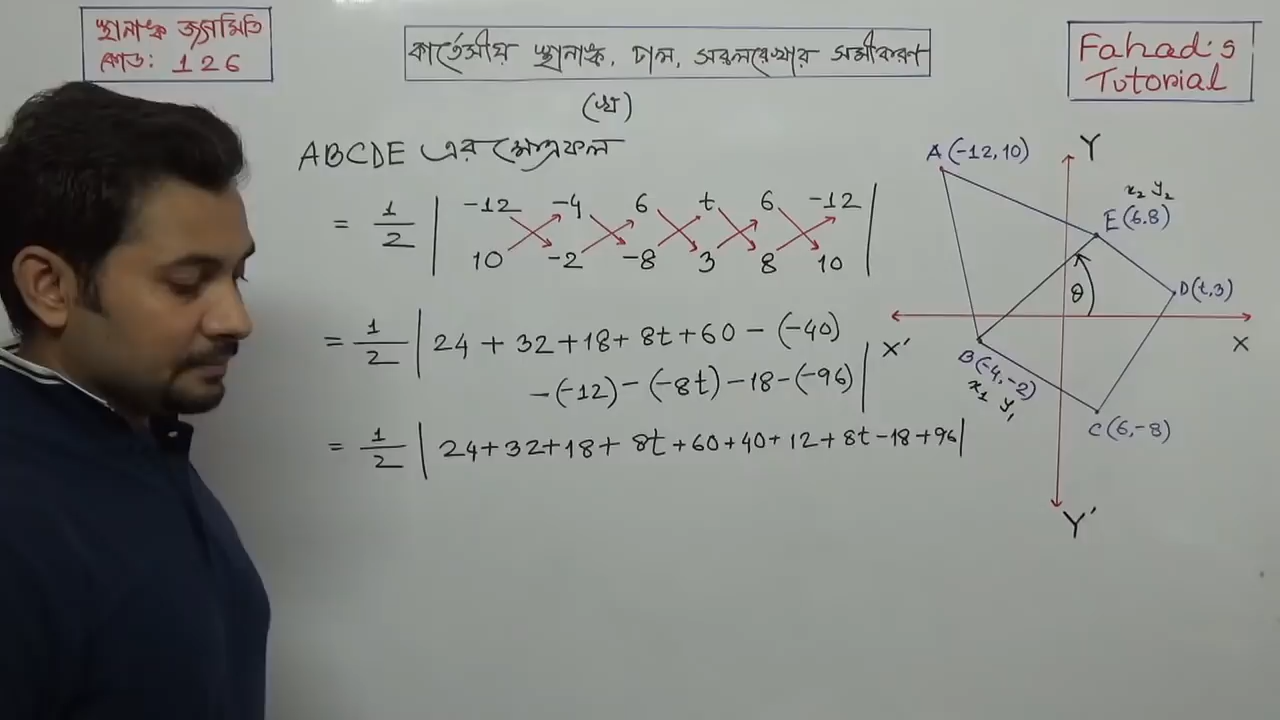 স্থানাঙ্ক জ্যামিতি
কোড: 126
কার্তেসীয় স্থানাঙ্ক, ঢাল, সরলরেখার সমীকরণ
Fahad's
Tutorial
(খ)
ABCDE এর ক্ষেত্রফল
= 1/2 | -12 -4 6 t 6 -12 |
10 -2 -8 3 8 10
= 1/2 | 24 + 32 + 18 + 8t + 60 - (-40)
- (-12) - (-8t) - 18 - (-96) |
= 1/2 | 24+32+18+ 8t+60+40+12+8t-18+96 |
A (-12, 10)
Y
x₂ y₂
E (6.8)
D(t,3)
θ
X'
X
B(-4,-2)
x₁ y₁
C (6,-8)
Y'